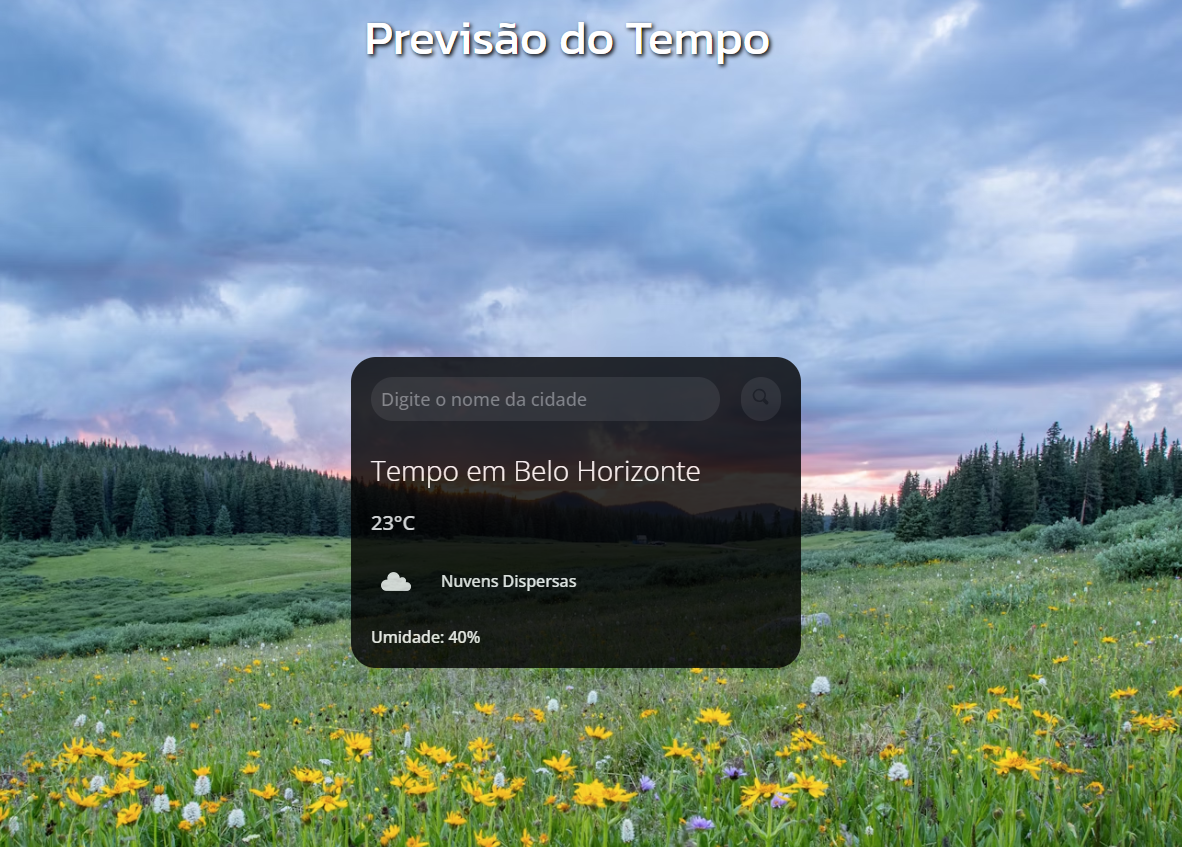 Previsão do Tempo
Digite o nome da cidade
Tempo em Belo Horizonte
23°C
Nuvens Dispersas
Umidade: 40%